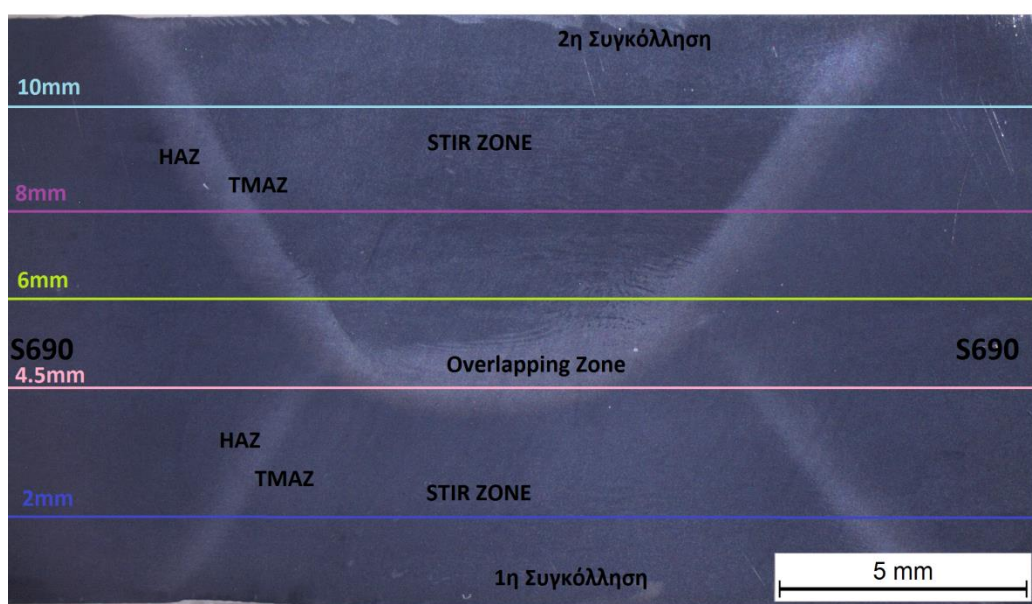 2η Συγκόλληση
10mm
STIR ZONE
HAZ
TMAZ
8mm
6mm
S690
S690
Overlapping Zone
4.5mm
HAZ
TMAZ
STIR ZONE
2mm
1η Συγκόλληση
5 mm